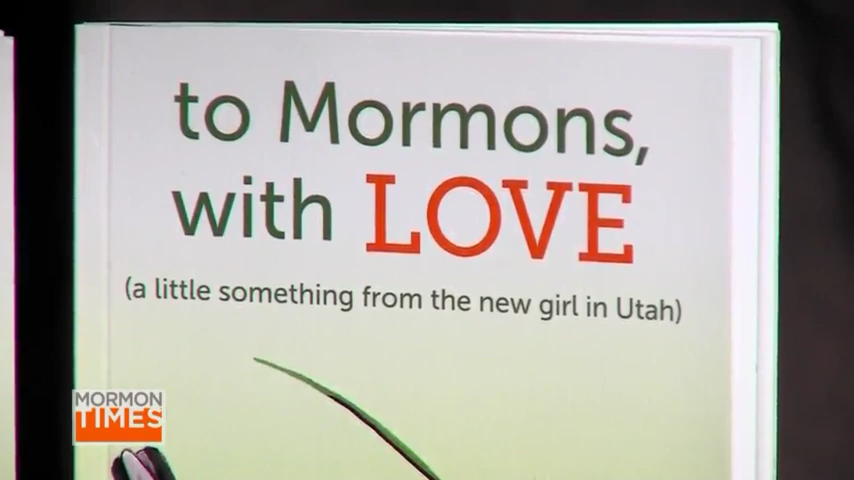 to Mormons,
with LOVE
(a little something from the new girl in Utah)
MORMON
TIMES